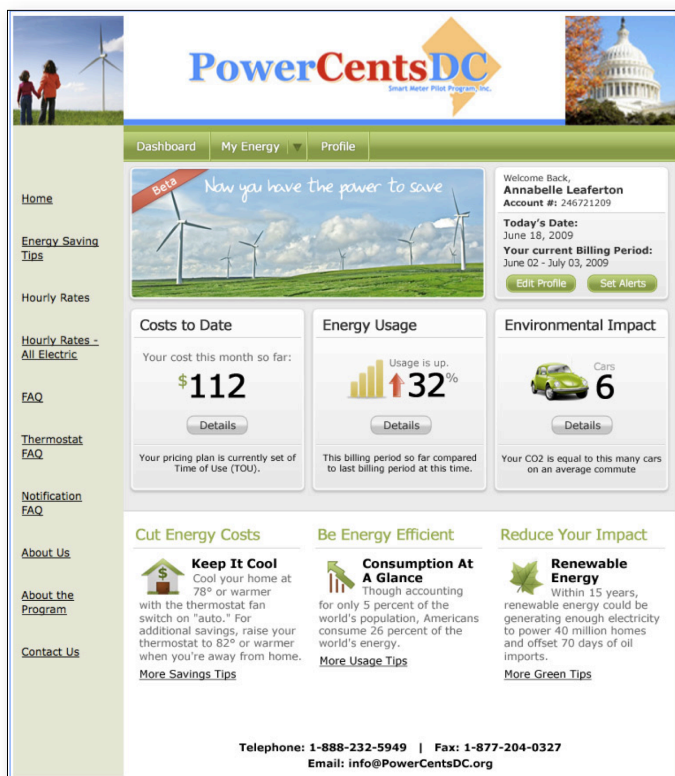 PowerCentsDC
Smart Meter Pilot Program, Inc.
Dashboard My Energy Profile
Home
Energy Saving
Tips
Hourly Rates
Hourly Rates -
All Electric
FAQ
Thermostat
FAQ
Notification
FAQ
About Us
About the
Program
Contact Us
Beta
Now you have the power to save
Welcome Back,
Annabelle Leaferton
Account #: 246721209
Today's Date:
June 18, 2009
Your current Billing Period:
June 02 - July 03, 2009
Edit Profile Set Alerts
Costs to Date
Your cost this month so far:
$112
Details
Your pricing plan is currently set of
Time of Use (TOU).
Energy Usage
Usage is up.
32%
Details
This billing period so far compared
to last billing period at this time.
Environmental Impact
Cars
6
Details
Your CO2 is equal to this many cars
on an average commute
Cut Energy Costs
$
Keep It Cool
Cool your home at
78° or warmer
with the thermostat fan
switch on "auto." For
additional savings, raise your
thermostat to 82° or warmer
when you're away from home.
More Savings Tips
Be Energy Efficient
Consumption At
A Glance
Though accounting
for only 5 percent of the
world's population, Americans
consume 26 percent of the
world's energy.
More Usage Tips
Reduce Your Impact
Renewable
Energy
Within 15 years,
renewable energy could be
generating enough electricity
to power 40 million homes
and offset 70 days of oil
imports.
More Green Tips
Telephone: 1-888-232-5949 | Fax: 1-877-204-0327
Email: info@PowerCentsDC.org